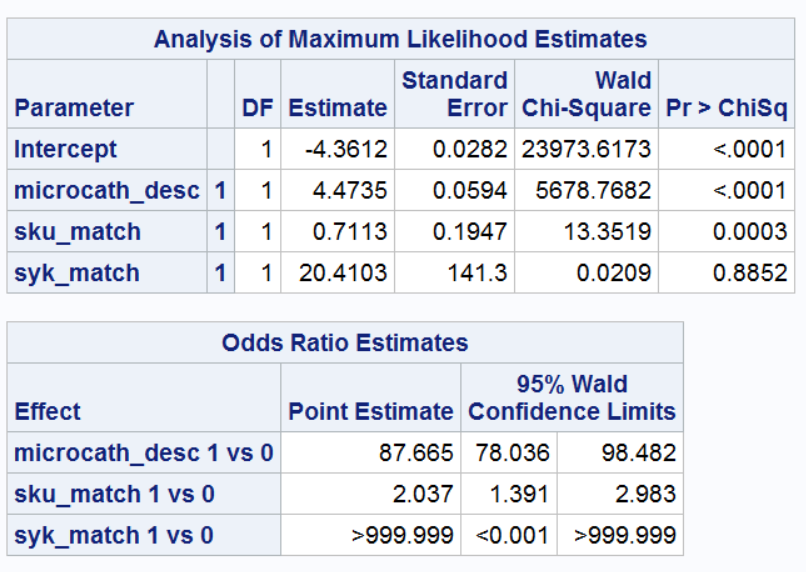 Analysis of Maximum Likelihood Estimates
Parameter DF Estimate Standard Error Wald Chi-Square Pr > ChiSq
Intercept 1 -4.3612 0.0282 23973.6173 <.0001
microcath_desc 1 1 4.4735 0.0594 5678.7682 <.0001
sku_match 1 1 0.7113 0.1947 13.3519 0.0003
syk_match 1 1 20.4103 141.3 0.0209 0.8852
Odds Ratio Estimates
Effect Point Estimate 95% Wald Confidence Limits
microcath_desc 1 vs 0 87.665 78.036 98.482
sku_match 1 vs 0 2.037 1.391 2.983
syk_match 1 vs 0 >999.999 <0.001 >999.999